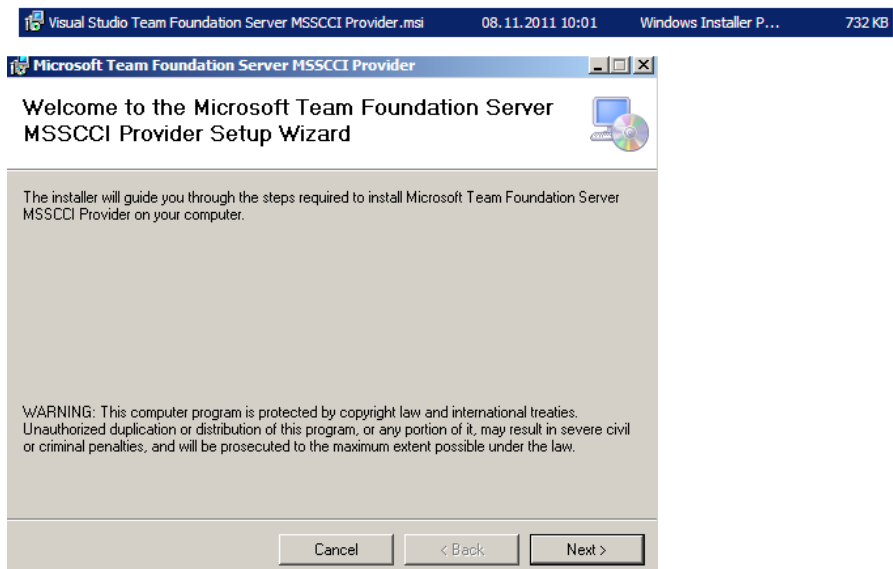 Visual Studio Team Foundation Server MSSCCI Provider.msi 08.11.2011 10:01 Windows Installer P... 732 KB
Microsoft Team Foundation Server MSSCCI Provider
Welcome to the Microsoft Team Foundation Server
MSSCCI Provider Setup Wizard
The installer will guide you through the steps required to install Microsoft Team Foundation Server
MSSCCI Provider on your computer.
WARNING: This computer program is protected by copyright law and international treaties.
Unauthorized duplication or distribution of this program, or any portion of it, may result in severe civil
or criminal penalties, and will be prosecuted to the maximum extent possible under the law.
Cancel < Back Next >